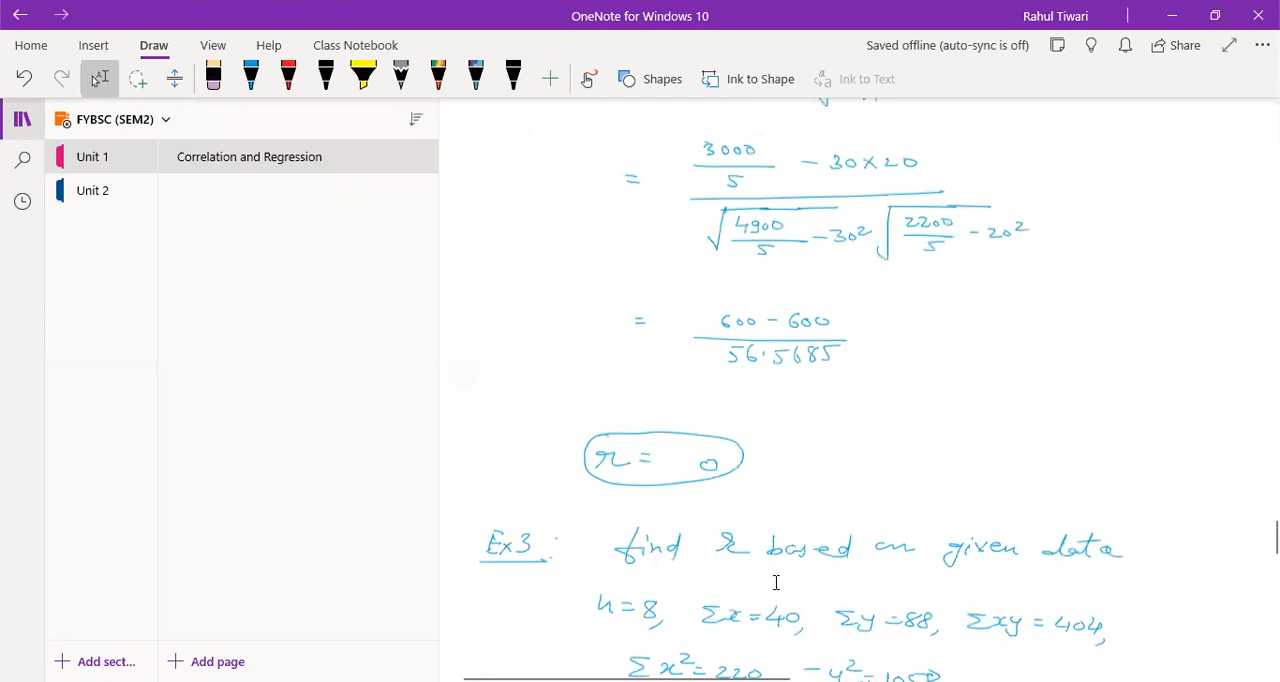 OneNote for Windows 10
Rahul Tiwari
Home Insert Draw View Help Class Notebook
Saved offline (auto-sync is off) Share
Shapes Ink to Shape Ink to Text
FYBSC (SEM2)
Unit 1 Correlation and Regression
Unit 2
= 3000/5 - 30×20
√4900/5 - 30² √2200/5 - 20²
= 600 - 600
56.5685
r = 0
Ex3: find r based on given data
n=8, Σx=40, Σy=88, Σxy=404,
Σx²=220 y²=1050
+ Add sect... + Add page